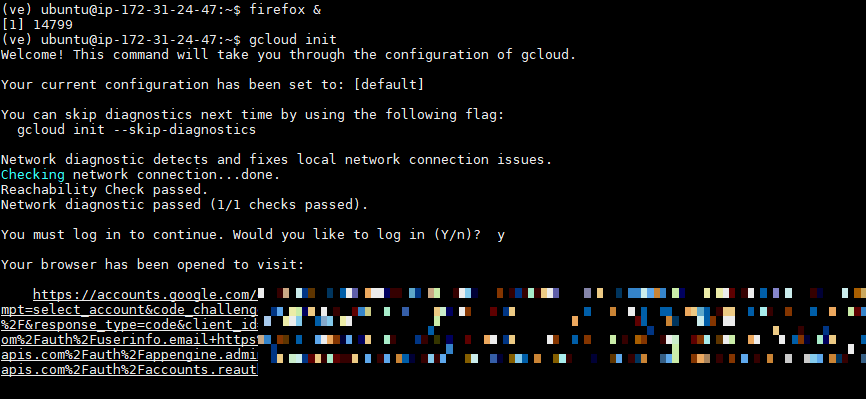 (ve) ubuntu@ip-172-31-24-47:~$ firefox &
[1] 14799
(ve) ubuntu@ip-172-31-24-47:~$ gcloud init
Welcome! This command will take you through the configuration of gcloud.
Your current configuration has been set to: [default]
You can skip diagnostics next time by using the following flag:
  gcloud init --skip-diagnostics
Network diagnostic detects and fixes local network connection issues.
Checking network connection...done.
Reachability Check passed.
Network diagnostic passed (1/1 checks passed).
You must log in to continue. Would you like to log in (Y/n)?  y
Your browser has been opened to visit:
    https://accounts.google.com/
mpt=select_account&code_challeng
%2F&response_type=code&client_id=
om%2Fauth%2Fuserinfo.email+https
apis.com%2Fauth%2Fappengine.admi
apis.com%2Fauth%2Faccounts.reaut